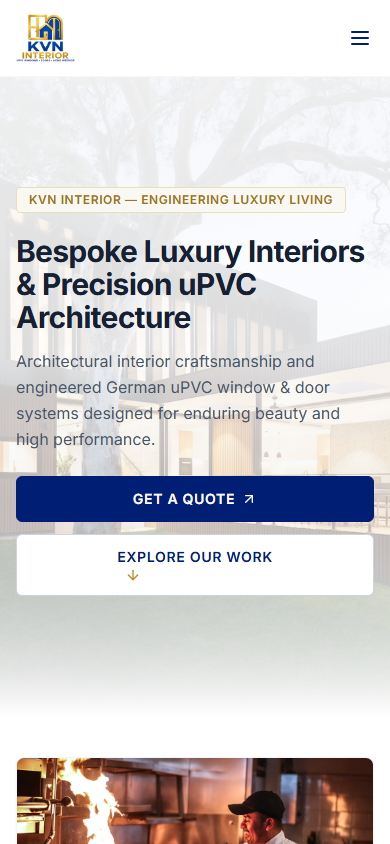 KVN
INTERIOR
KVN INTERIOR — ENGINEERING LUXURY LIVING
Bespoke Luxury Interiors
& Precision uPVC
Architecture
Architectural interior craftsmanship and
engineered German uPVC window & door
systems designed for enduring beauty and
high performance.
GET A QUOTE
EXPLORE OUR WORK